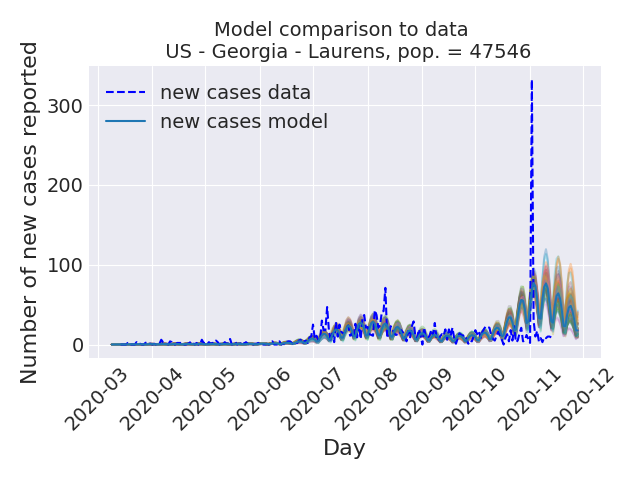 Model comparison to data
US - Georgia - Laurens, pop. = 47546
Number of new cases reported
300
200
100
0
new cases data
new cases model
2020-03
2020-04
2020-05
2020-06
2020-07
2020-08
2020-09
2020-10
2020-11
2020-12
Day